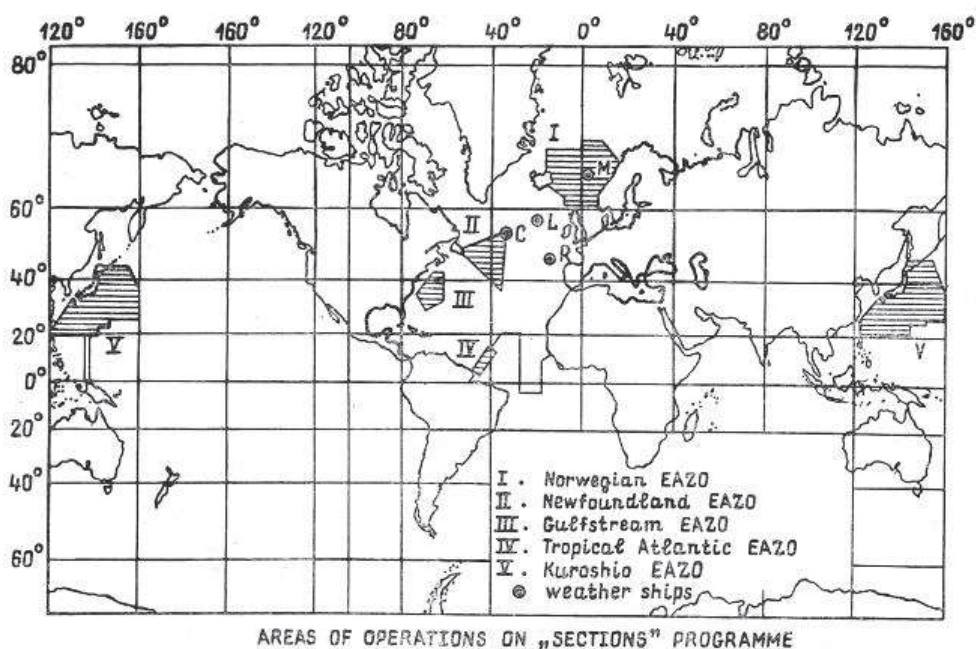 120° 160° 160° 120° 80° 40° 0° 40° 80° 120° 160°
80°
I
M
60°
II
L
C
R
40°
III
20°
V
IV
V
0°
20°
40°
60°
I . Norwegian EAZO
II . Newfoundland EAZO
III . Gulfstream EAZO
IV . Tropical Atlantic EAZO
V . Kuroshio EAZO
weather ships
AREAS OF OPERATIONS ON „SECTIONS" PROGRAMME